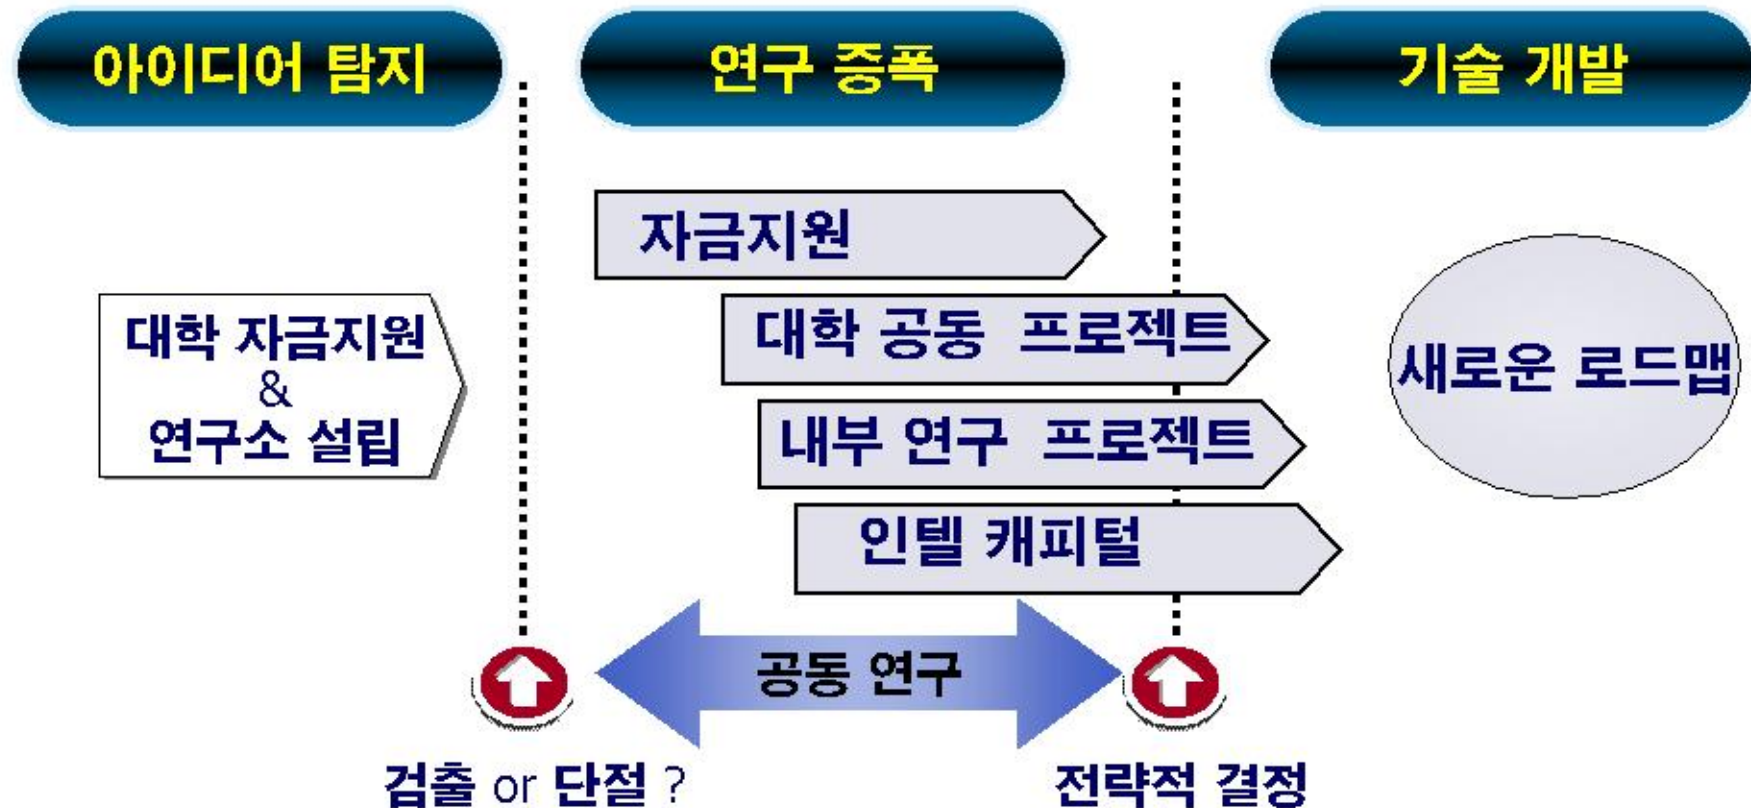 아이디어 탐지
연구 증폭
기술 개발
자금지원
대학 자금지원
&
연구소 설립
대학 공동 프로젝트
내부 연구 프로젝트
인텔 캐피털
새로운 로드맵
공동 연구
검출 or 단절 ?
전략적 결정